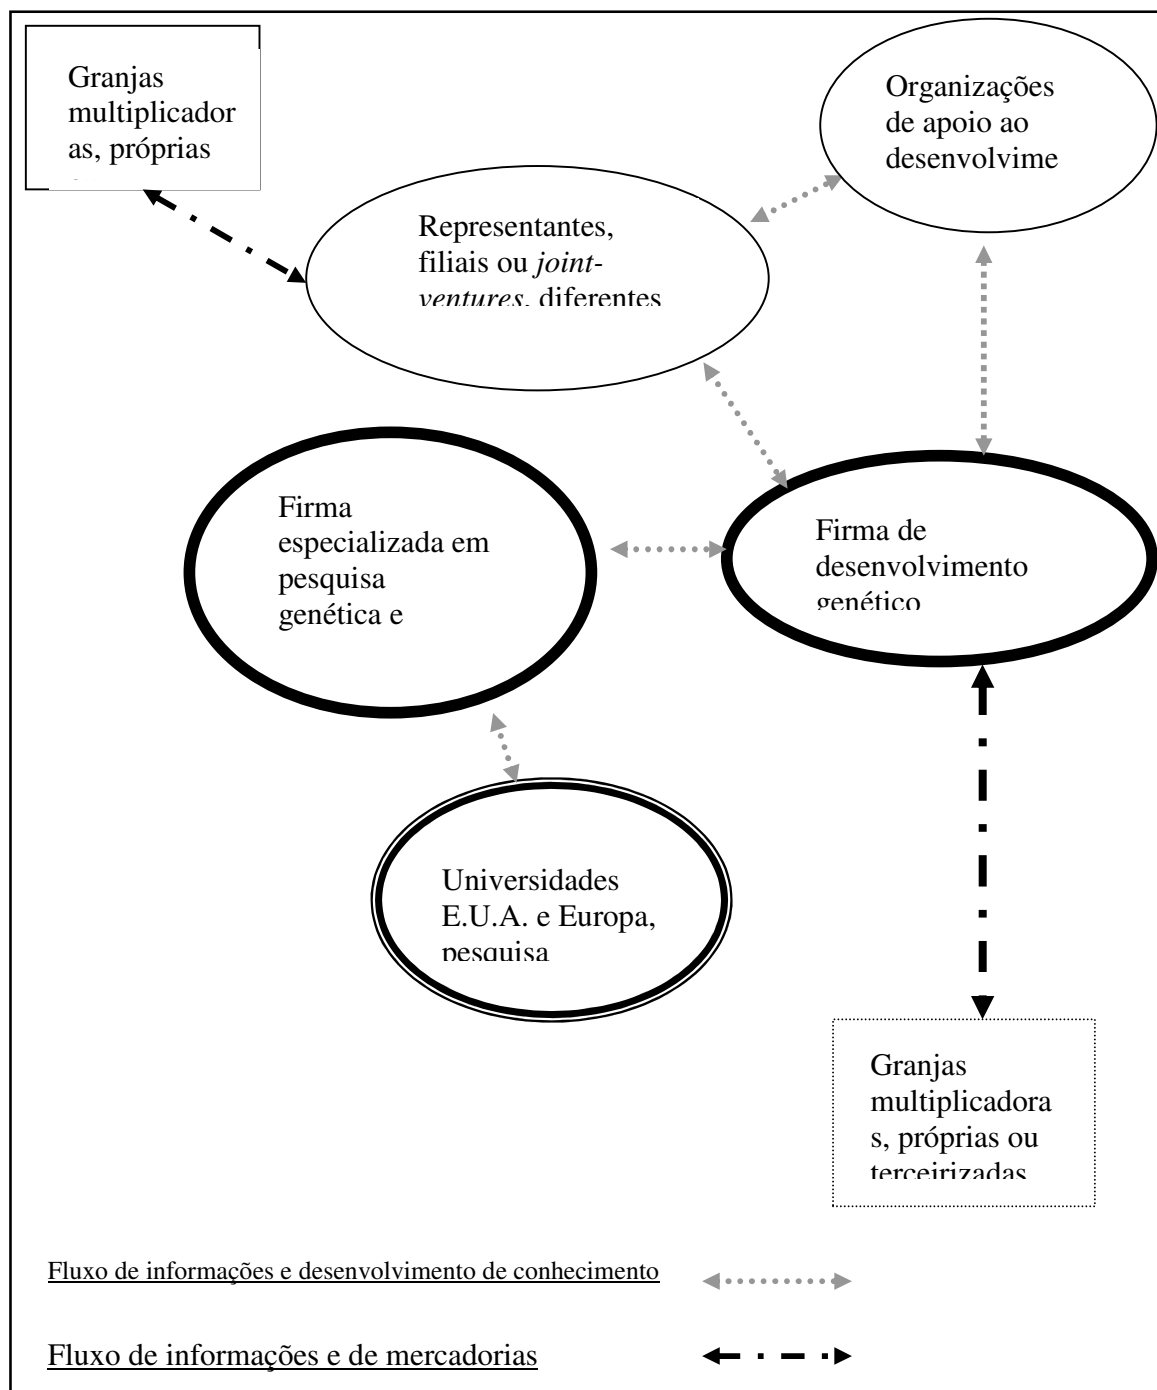 Granjas
multiplicador
as, próprias
Organizações
de apoio ao
desenvolvime
Representantes,
filiais ou joint-
ventures, diferentes
Firma
especializada em
pesquisa
genética e
Firma de
desenvolvimento
genético
Universidades
E.U.A. e Europa,
pesquisa
Granjas
multiplicadora
s, próprias ou
terceirizadas
Fluxo de informações e desenvolvimento de conhecimento
Fluxo de informações e de mercadorias